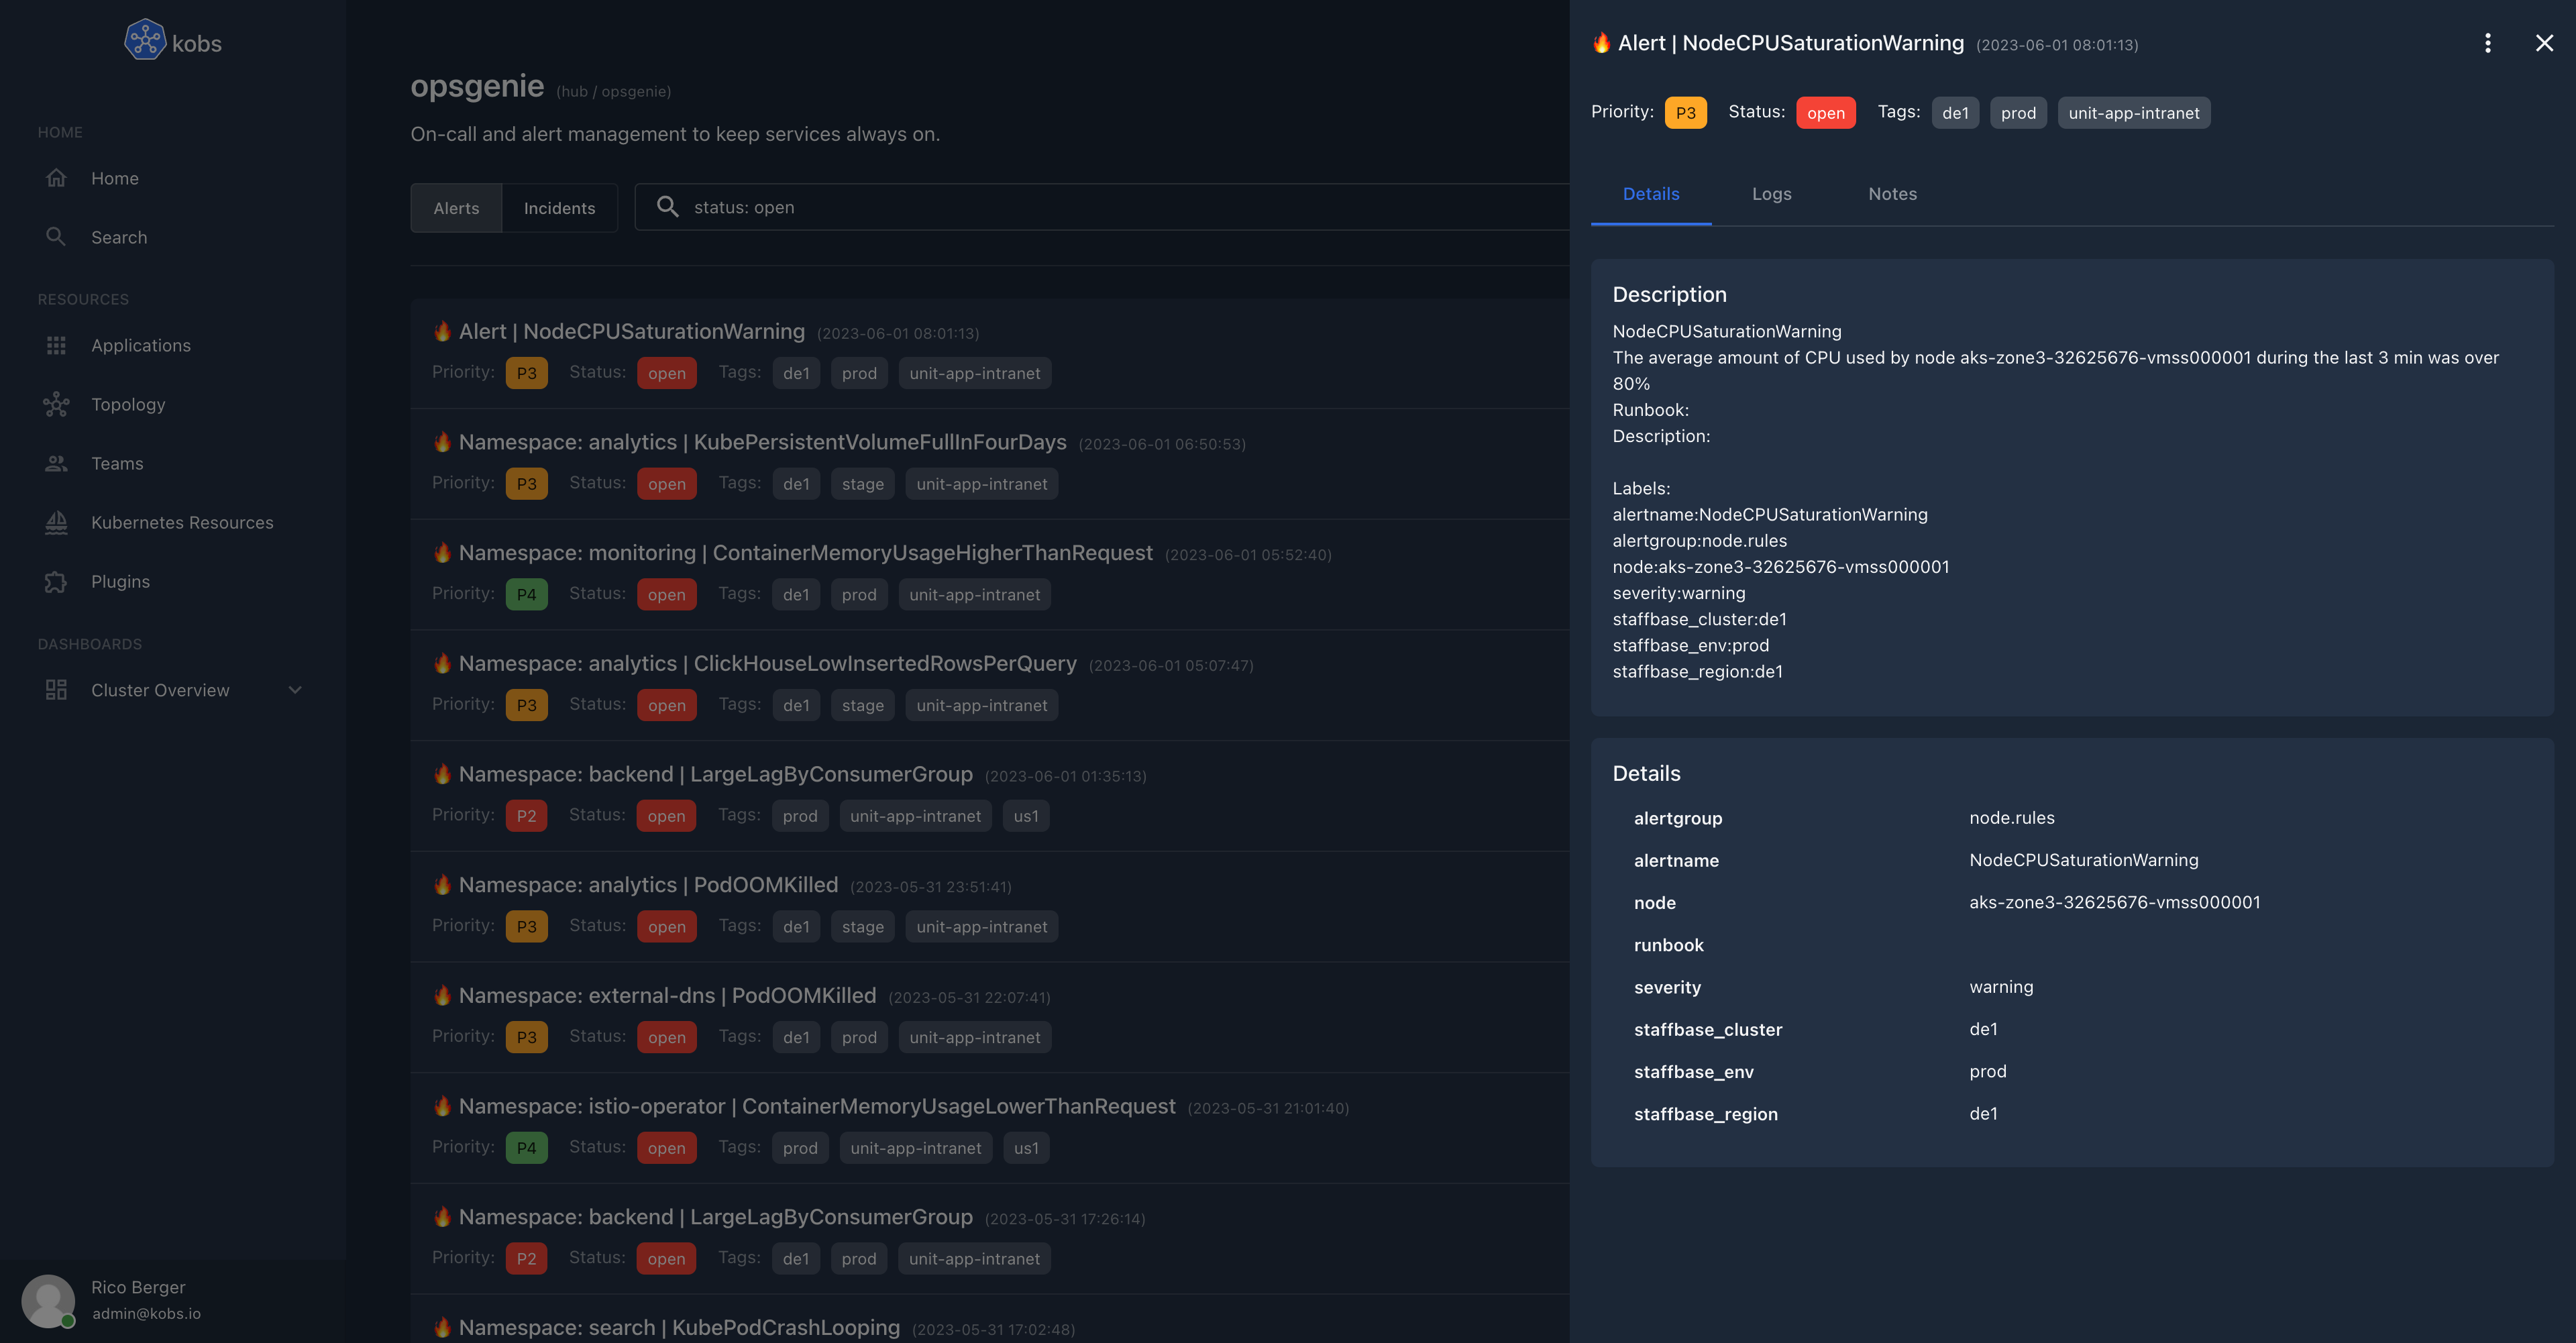 kobs
HOME
Home
Search
RESOURCES
Applications
Topology
Teams
Kubernetes Resources
Plugins
DASHBOARDS
Cluster Overview
Rico Berger
admin@kobs.io
opsgenie (hub / opsgenie)
On-call and alert management to keep services always on.
Alerts Incidents status: open
Alert | NodeCPUSaturationWarning (2023-06-01 08:01:13)
Priority: P3 Status: open Tags: de1 prod unit-app-intranet
Namespace: analytics | KubePersistentVolumeFullInFourDays (2023-06-01 06:50:53)
Priority: P3 Status: open Tags: de1 stage unit-app-intranet
Namespace: monitoring | ContainerMemoryUsageHigherThanRequest (2023-06-01 05:52:40)
Priority: P4 Status: open Tags: de1 prod unit-app-intranet
Namespace: analytics | ClickHouseLowInsertedRowsPerQuery (2023-06-01 05:07:47)
Priority: P3 Status: open Tags: de1 stage unit-app-intranet
Namespace: backend | LargeLagByConsumerGroup (2023-06-01 01:35:13)
Priority: P2 Status: open Tags: prod unit-app-intranet us1
Namespace: analytics | PodOOMKilled (2023-05-31 23:51:41)
Priority: P3 Status: open Tags: de1 stage unit-app-intranet
Namespace: external-dns | PodOOMKilled (2023-05-31 22:07:41)
Priority: P3 Status: open Tags: de1 prod unit-app-intranet
Namespace: istio-operator | ContainerMemoryUsageLowerThanRequest (2023-05-31 21:01:40)
Priority: P4 Status: open Tags: prod unit-app-intranet us1
Namespace: backend | LargeLagByConsumerGroup (2023-05-31 17:26:14)
Priority: P2 Status: open Tags: de1 prod unit-app-intranet
Namespace: search | KubePodCrashLooping (2023-05-31 17:02:48)
Alert | NodeCPUSaturationWarning (2023-06-01 08:01:13)
Priority: P3 Status: open Tags: de1 prod unit-app-intranet
Details Logs Notes
Description
NodeCPUSaturationWarning
The average amount of CPU used by node aks-zone3-32625676-vmss000001 during the last 3 min was over
80%
Runbook:
Description:
Labels:
alertname:NodeCPUSaturationWarning
alertgroup:node.rules
node:aks-zone3-32625676-vmss000001
severity:warning
staffbase_cluster:de1
staffbase_env:prod
staffbase_region:de1
Details
alertgroup node.rules
alertname NodeCPUSaturationWarning
node aks-zone3-32625676-vmss000001
runbook
severity warning
staffbase_cluster de1
staffbase_env prod
staffbase_region de1